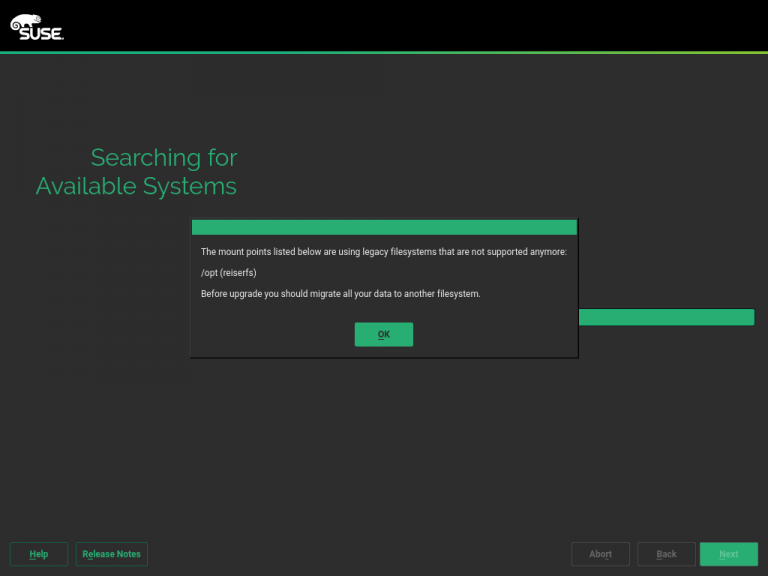 SUSE
Searching for
Available Systems
The mount points listed below are using legacy filesystems that are not supported anymore:
/opt (reiserfs)
Before upgrade you should migrate all your data to another filesystem.
OK
Help
Release Notes
Abort
Back
Next